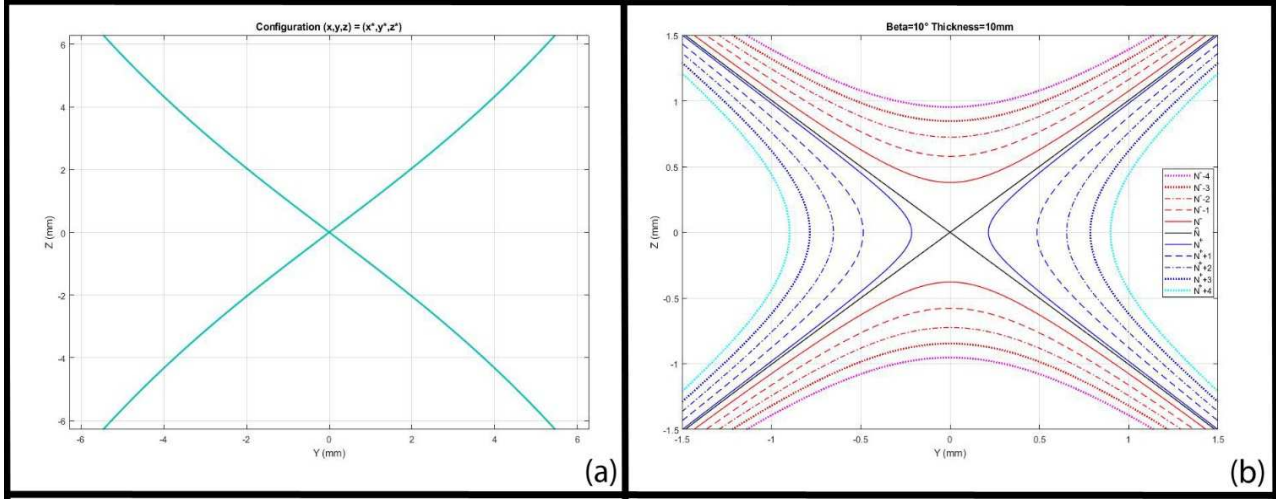 Configuration (x,y,z) = (x*,y*,z*)
6
4
2
0
-2
-4
-6
Z (mm)
-6
-4
-2
0
2
4
6
Y (mm)
(a)
Beta=10° Thickness=10mm
1.5
1
0.5
0
-0.5
-1
-1.5
Z (mm)
-1.5
-1
-0.5
0
0.5
1
1.5
Y (mm)
N⁻-4
N⁻-3
N⁻-2
N⁻-1
N⁻
Ñ
N⁺
N⁺+1
N⁺+2
N⁺+3
N⁺+4
(b)